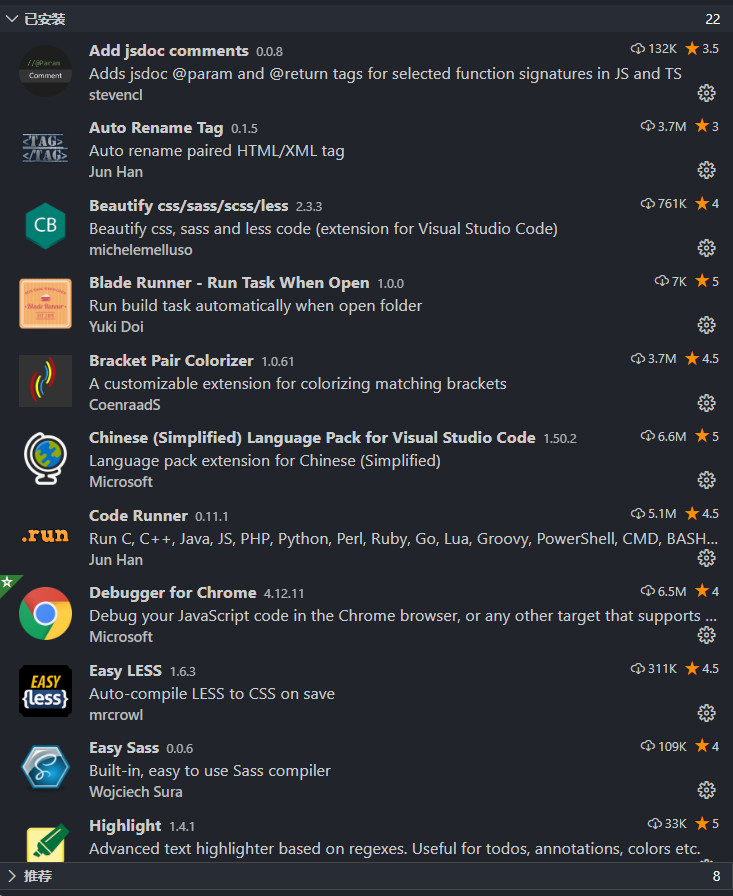 已安装 22
Add jsdoc comments 0.0.8 132K 3.5
//@Param
Comment
Adds jsdoc @param and @return tags for selected function signatures in JS and TS
stevencl
Auto Rename Tag 0.1.5 3.7M 3
<TAG>
</TAG>
Auto rename paired HTML/XML tag
Jun Han
Beautify css/sass/scss/less 2.3.3 761K 4
CB
Beautify css, sass and less code (extension for Visual Studio Code)
michelemelluso
Blade Runner - Run Task When Open 1.0.0 7K 5
Blade Runner
Run build task automatically when open folder
Yuki Doi
Bracket Pair Colorizer 1.0.61 3.7M 4.5
A customizable extension for colorizing matching brackets
CoenraadS
Chinese (Simplified) Language Pack for Visual Studio Code 1.50.2 6.6M 5
Language pack extension for Chinese (Simplified)
Microsoft
Code Runner 0.11.1 5.1M 4.5
.run
Run C, C++, Java, JS, PHP, Python, Perl, Ruby, Go, Lua, Groovy, PowerShell, CMD, BASH...
Jun Han
Debugger for Chrome 4.12.11 6.5M 4
Debug your JavaScript code in the Chrome browser, or any other target that supports ...
Microsoft
Easy LESS 1.6.3 311K 4.5
EASY
{less}
Auto-compile LESS to CSS on save
mrcrowl
Easy Sass 0.0.6 109K 4
Built-in, easy to use Sass compiler
Wojciech Sura
Highlight 1.4.1 33K 5
Advanced text highlighter based on regexes. Useful for todos, annotations, colors etc.
推荐 8